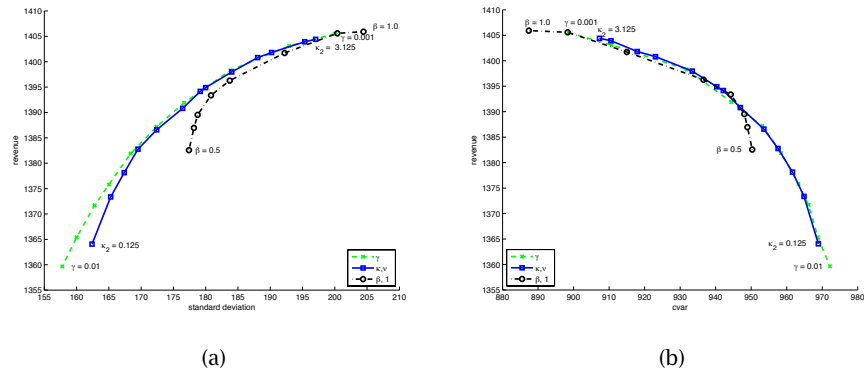 1410
1405
1400
1395
1390
1385
1380
1375
1370
1365
1360
1355
revenue
β = 1.0
γ = 0.001
κ2 = 3.125
β = 0.5
κ2 = 0.125
γ = 0.01
γ
κ,ν
β, 1
155 160 165 170 175 180 185 190 195 200 205 210
standard deviation
(a)
1410
1405
1400
1395
1390
1385
1380
1375
1370
1365
1360
1355
revenue
β = 1.0
γ = 0.001
κ2 = 3.125
β = 0.5
κ2 = 0.125
γ = 0.01
γ
κ,ν
β, 1
880 890 900 910 920 930 940 950 960 970 980
cvar
(b)